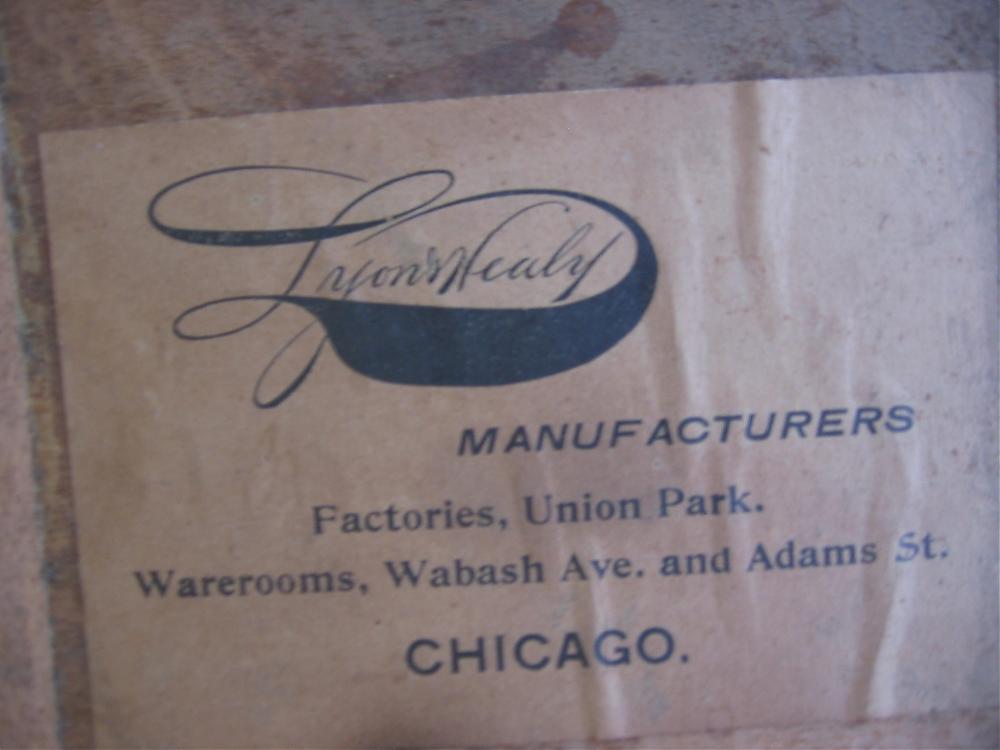 Lyon & Healy
MANUFACTURERS
Factories, Union Park.
Warerooms, Wabash Ave. and Adams St.
CHICAGO.